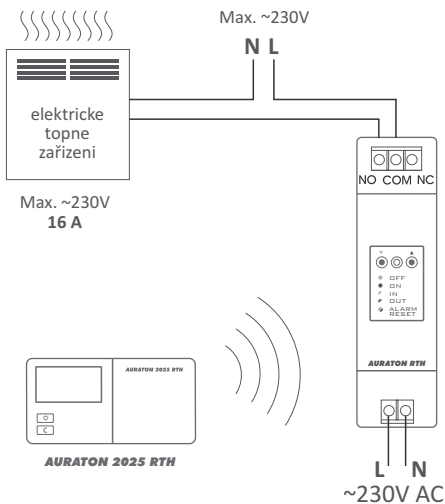 Max. ~230V
N L
elektricke
topne
zařizeni
Max. ~230V
16 A
NO COM NC
OFF
ON
IN
OUT
ALARM
RESET
AURATON RTH
AURATON 2025 RTH
AURATON 2025 RTH
L N
~230V AC